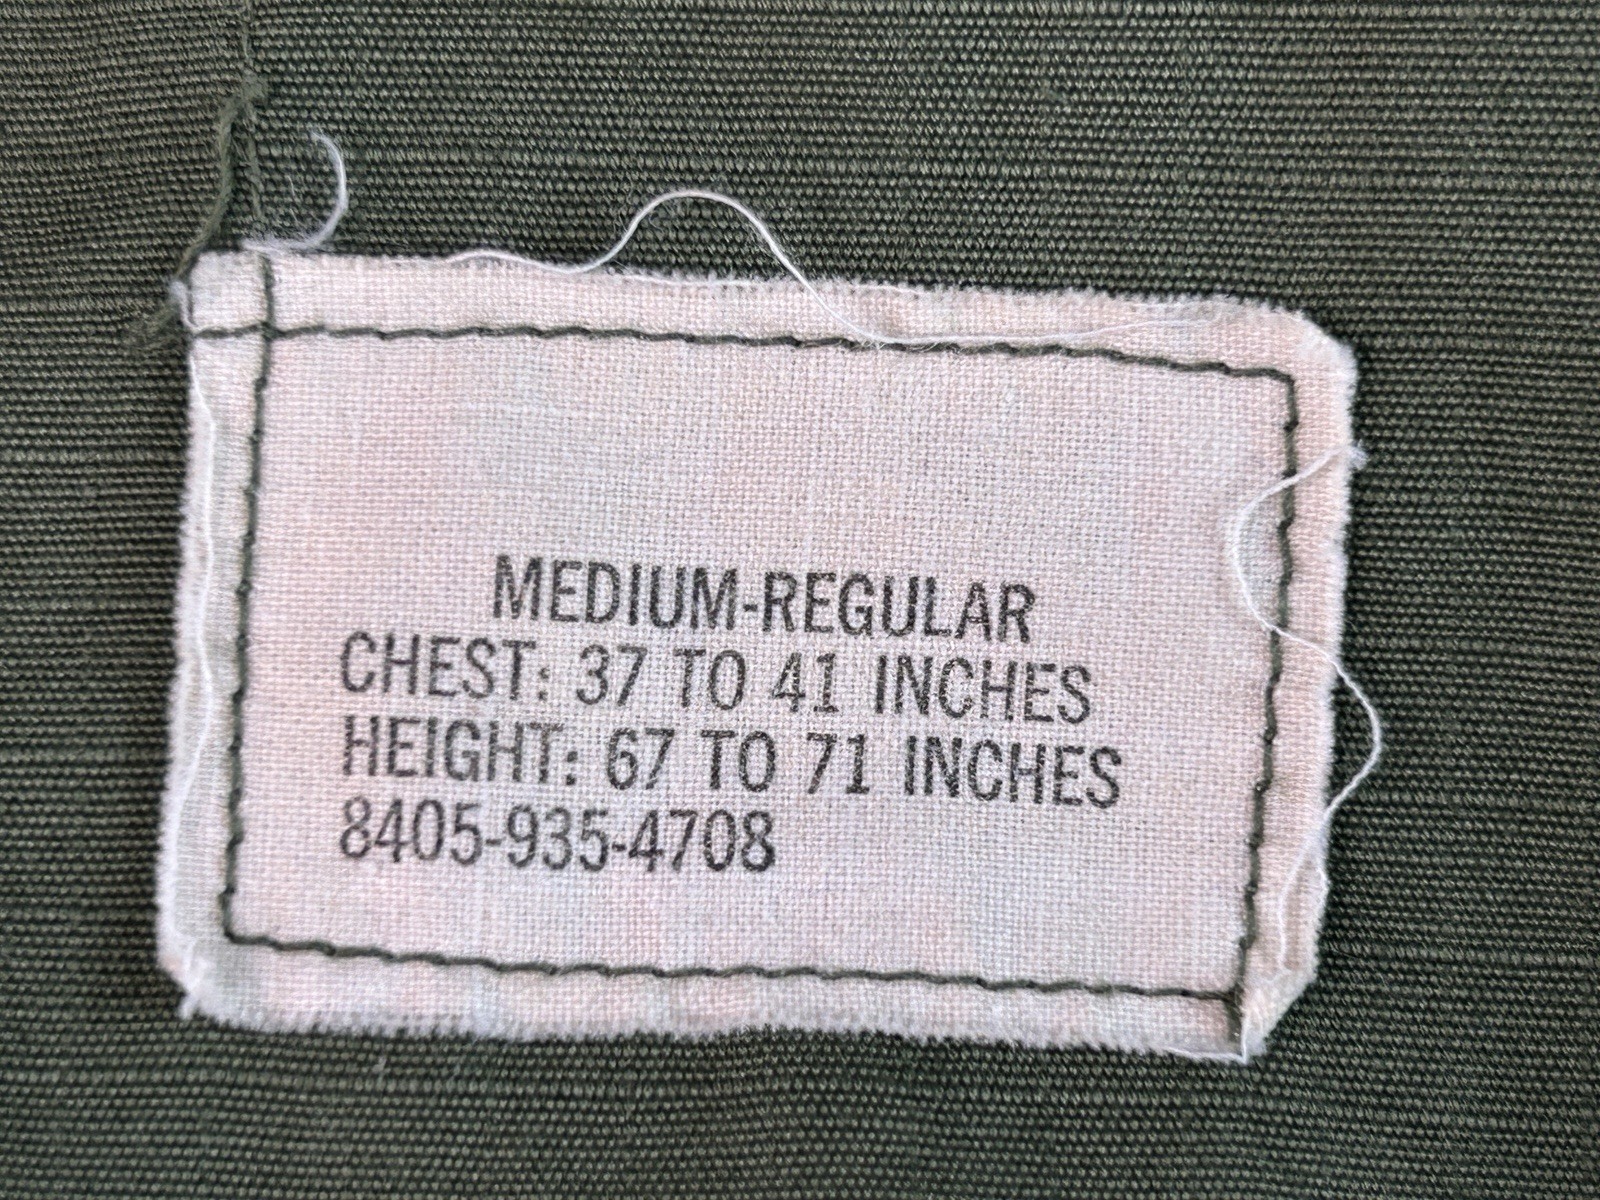 MEDIUM-REGULAR
CHEST: 37 TO 41 INCHES
HEIGHT: 67 TO 71 INCHES
8405-935-4708